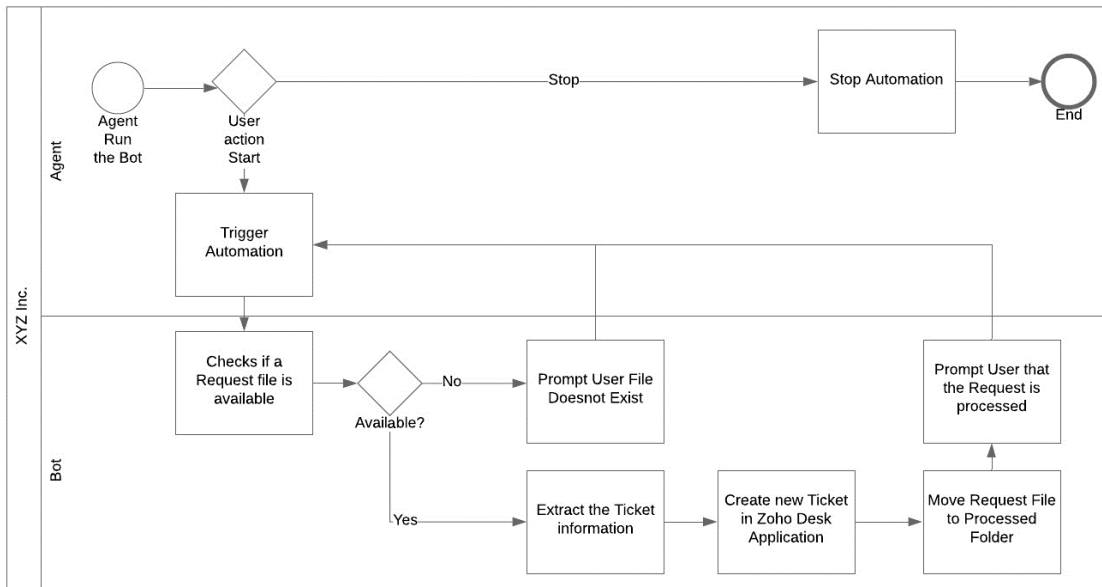 XYZ Inc.
Agent
Agent
Run
the Bot
User
action
Start
Stop
Stop Automation
End
Trigger
Automation
Bot
Checks if a
Request file is
available
Available?
No
Prompt User File
Doesnot Exist
Yes
Extract the Ticket
information
Create new Ticket
in Zoho Desk
Application
Move Request File
to Processed
Folder
Prompt User that
the Request is
processed